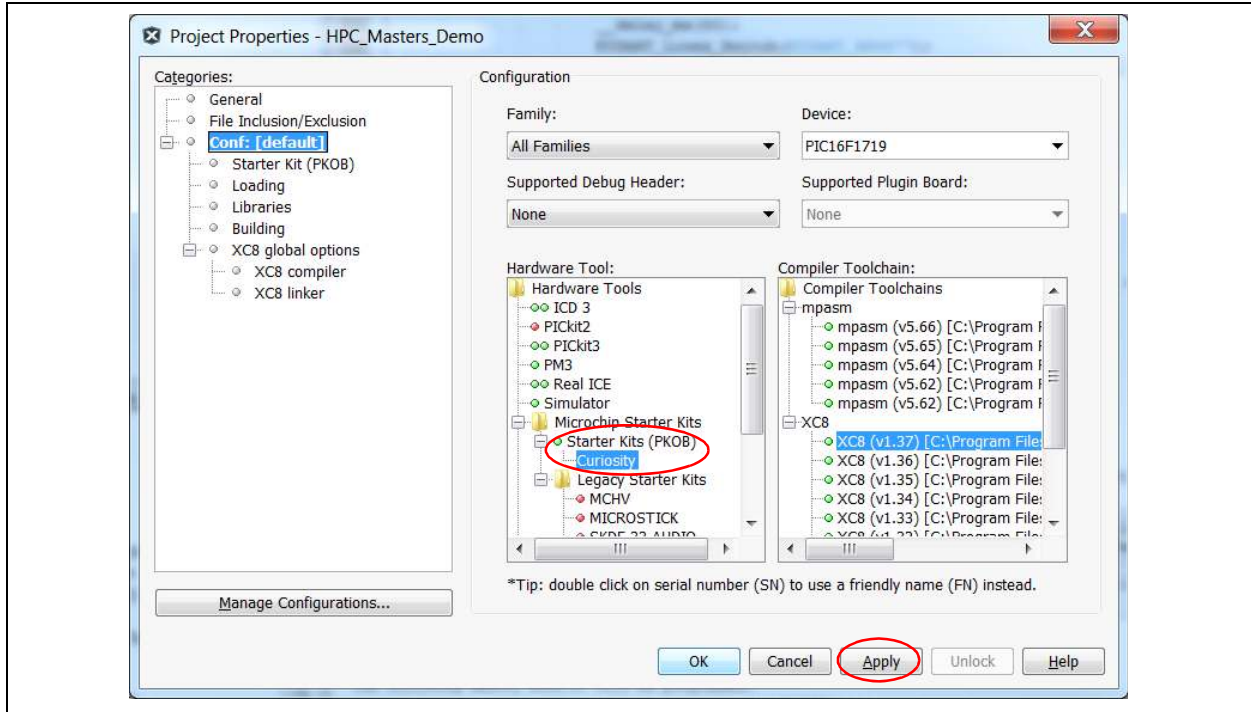 Project Properties - HPC_Masters_Demo
X
Categories:
General
File Inclusion/Exclusion
Conf: [default]
Starter Kit (PKOB)
Loading
Libraries
Building
XC8 global options
XC8 compiler
XC8 linker
Manage Configurations...
Configuration
Family:
Device:
All Families
PIC16F1719
Supported Debug Header:
Supported Plugin Board:
None
None
Hardware Tool:
Hardware Tools
ICD 3
PICkit2
PICkit3
PM3
Real ICE
Simulator
Microchip Starter Kits
Starter Kits (PKOB)
Curiosity
Legacy Starter Kits
MCHV
MICROSTICK
Compiler Toolchain:
Compiler Toolchains
mpasm
mpasm (v5.66) [C:\Program F
mpasm (v5.65) [C:\Program F
mpasm (v5.64) [C:\Program F
mpasm (v5.62) [C:\Program F
mpasm (v5.62) [C:\Program F
XC8
XC8 (v1.37) [C:\Program Files
XC8 (v1.36) [C:\Program Files
XC8 (v1.35) [C:\Program Files
XC8 (v1.34) [C:\Program Files
XC8 (v1.33) [C:\Program Files
*Tip: double click on serial number (SN) to use a friendly name (FN) instead.
OK
Cancel
Apply
Unlock
Help